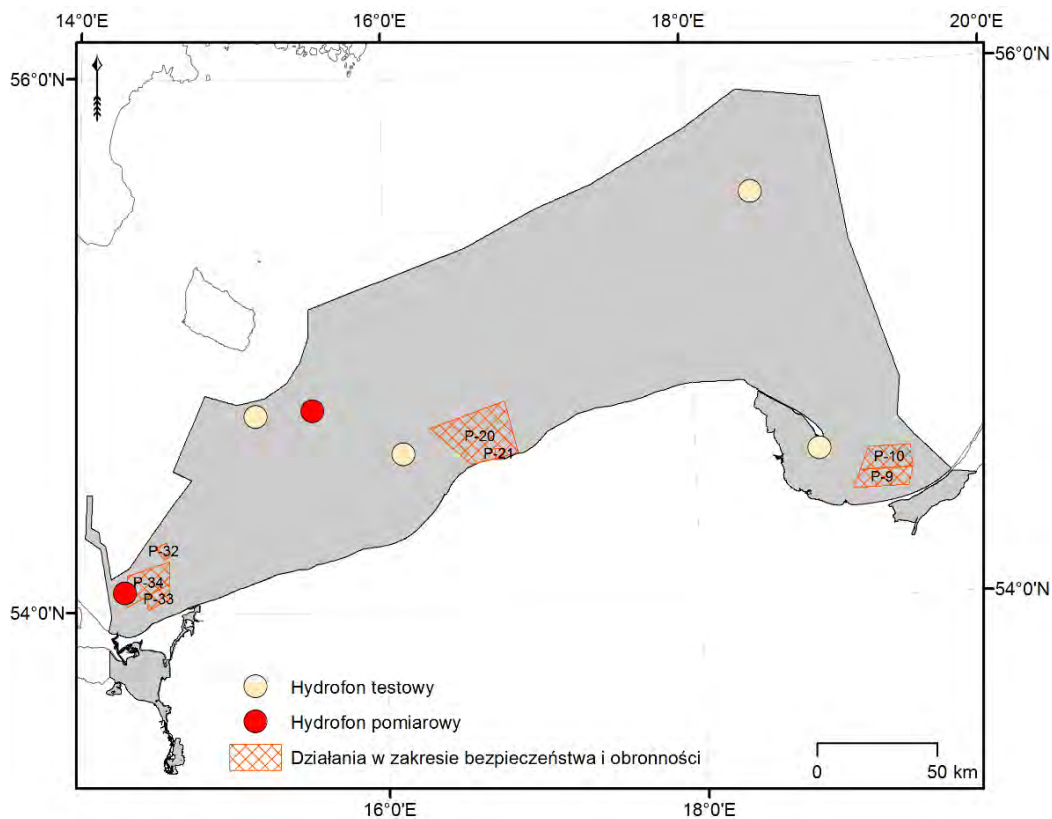 14°0'E 16°0'E 18°0'E 20°0'E
56°0'N 56°0'N
P-20
P-21
P-10
P-9
P-32
P-34
P-33
54°0'N 54°0'N
Hydrofon testowy
Hydrofon pomiarowy
Działania w zakresie bezpieczeństwa i obronności
0 50 km
16°0'E 18°0'E